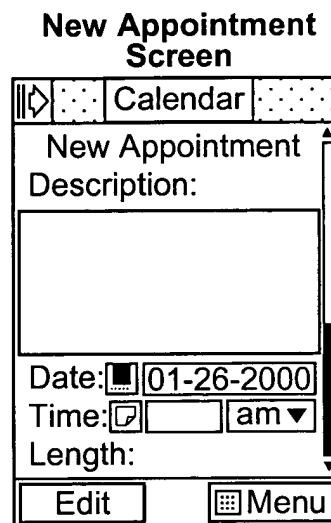 New Appointment
Screen
Calendar
New Appointment
Description:
Date: 01-26-2000
Time: am
Length:
Edit Menu